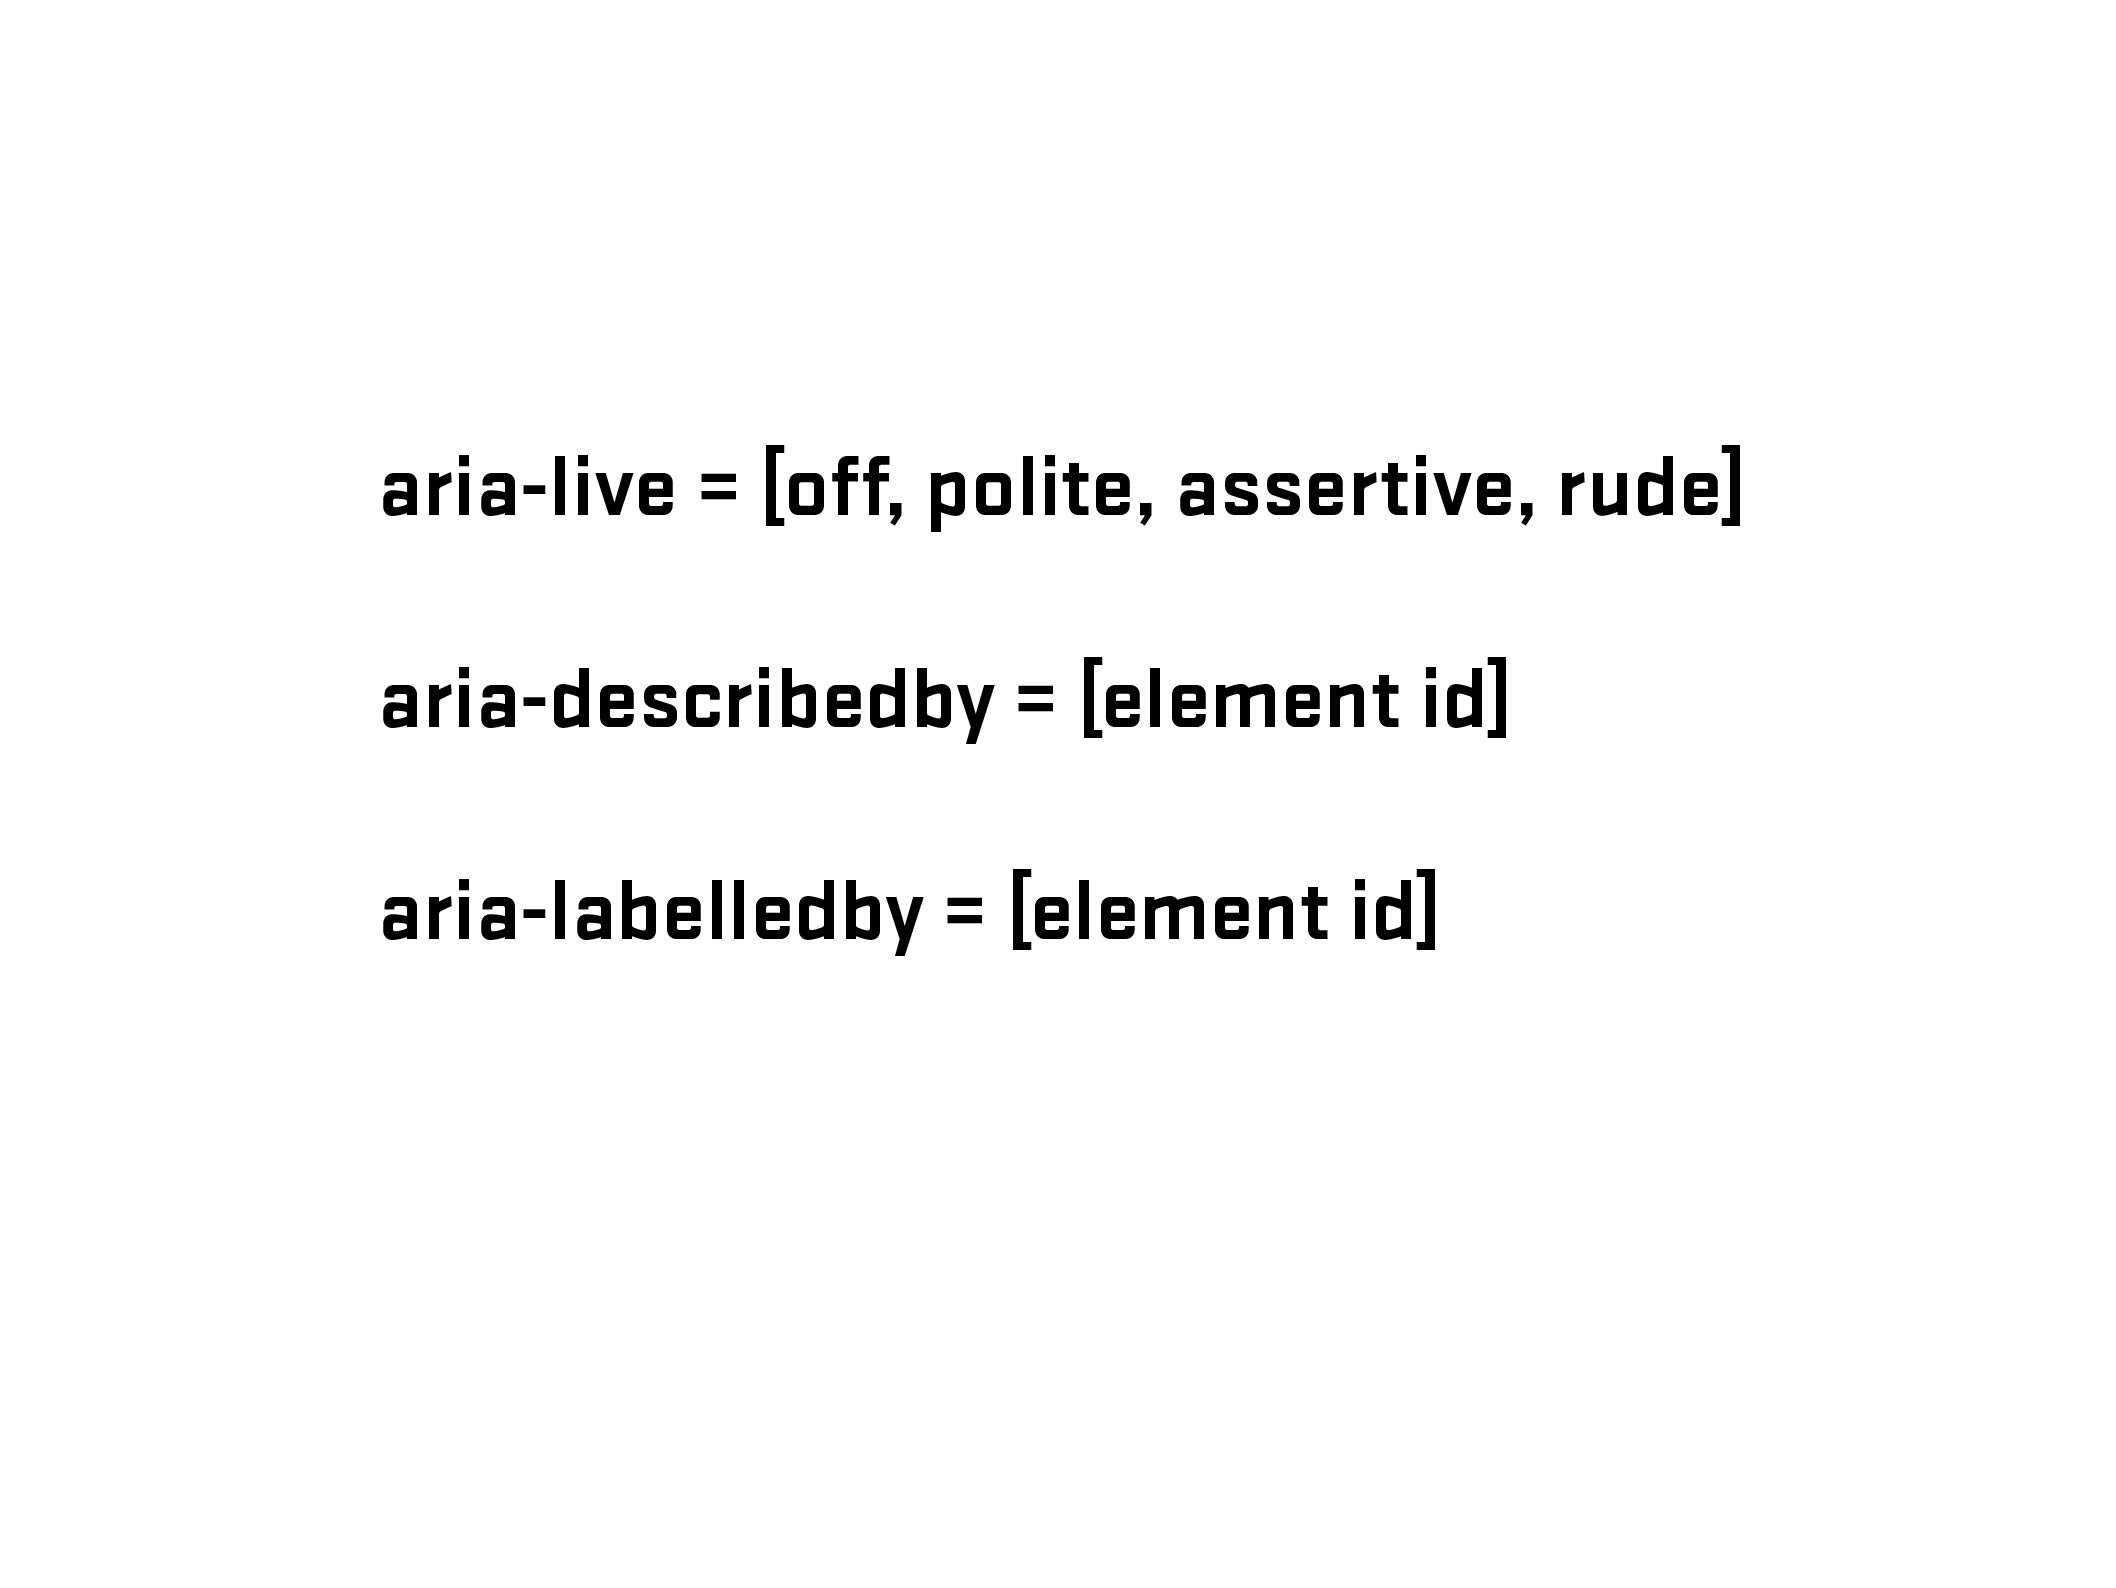 aria-live = [off, polite, assertive, rude]
aria-describedby = [element id]
aria-labelledby = [element id]